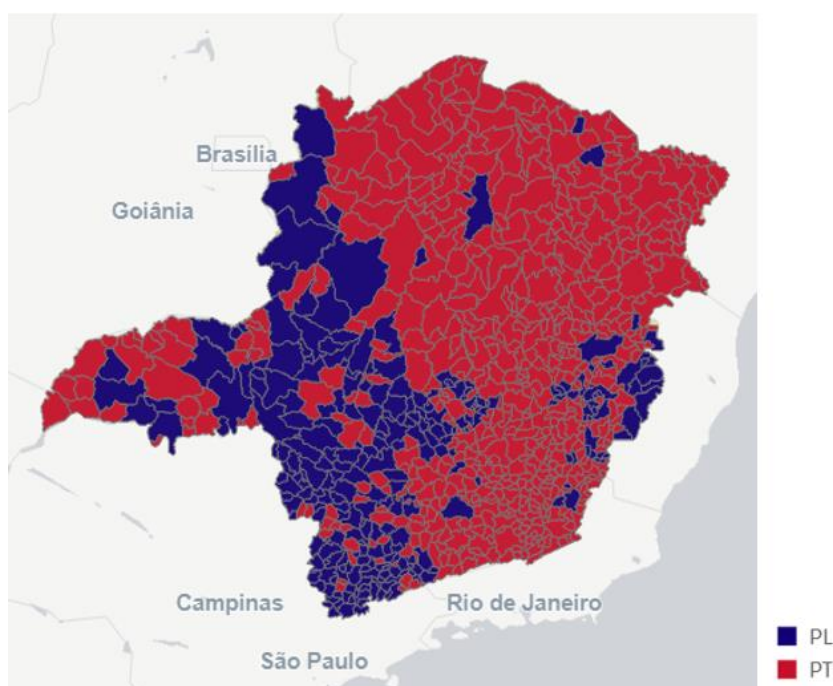 Brasília
Goiânia
Campinas
Rio de Janeiro
São Paulo
PL
PT